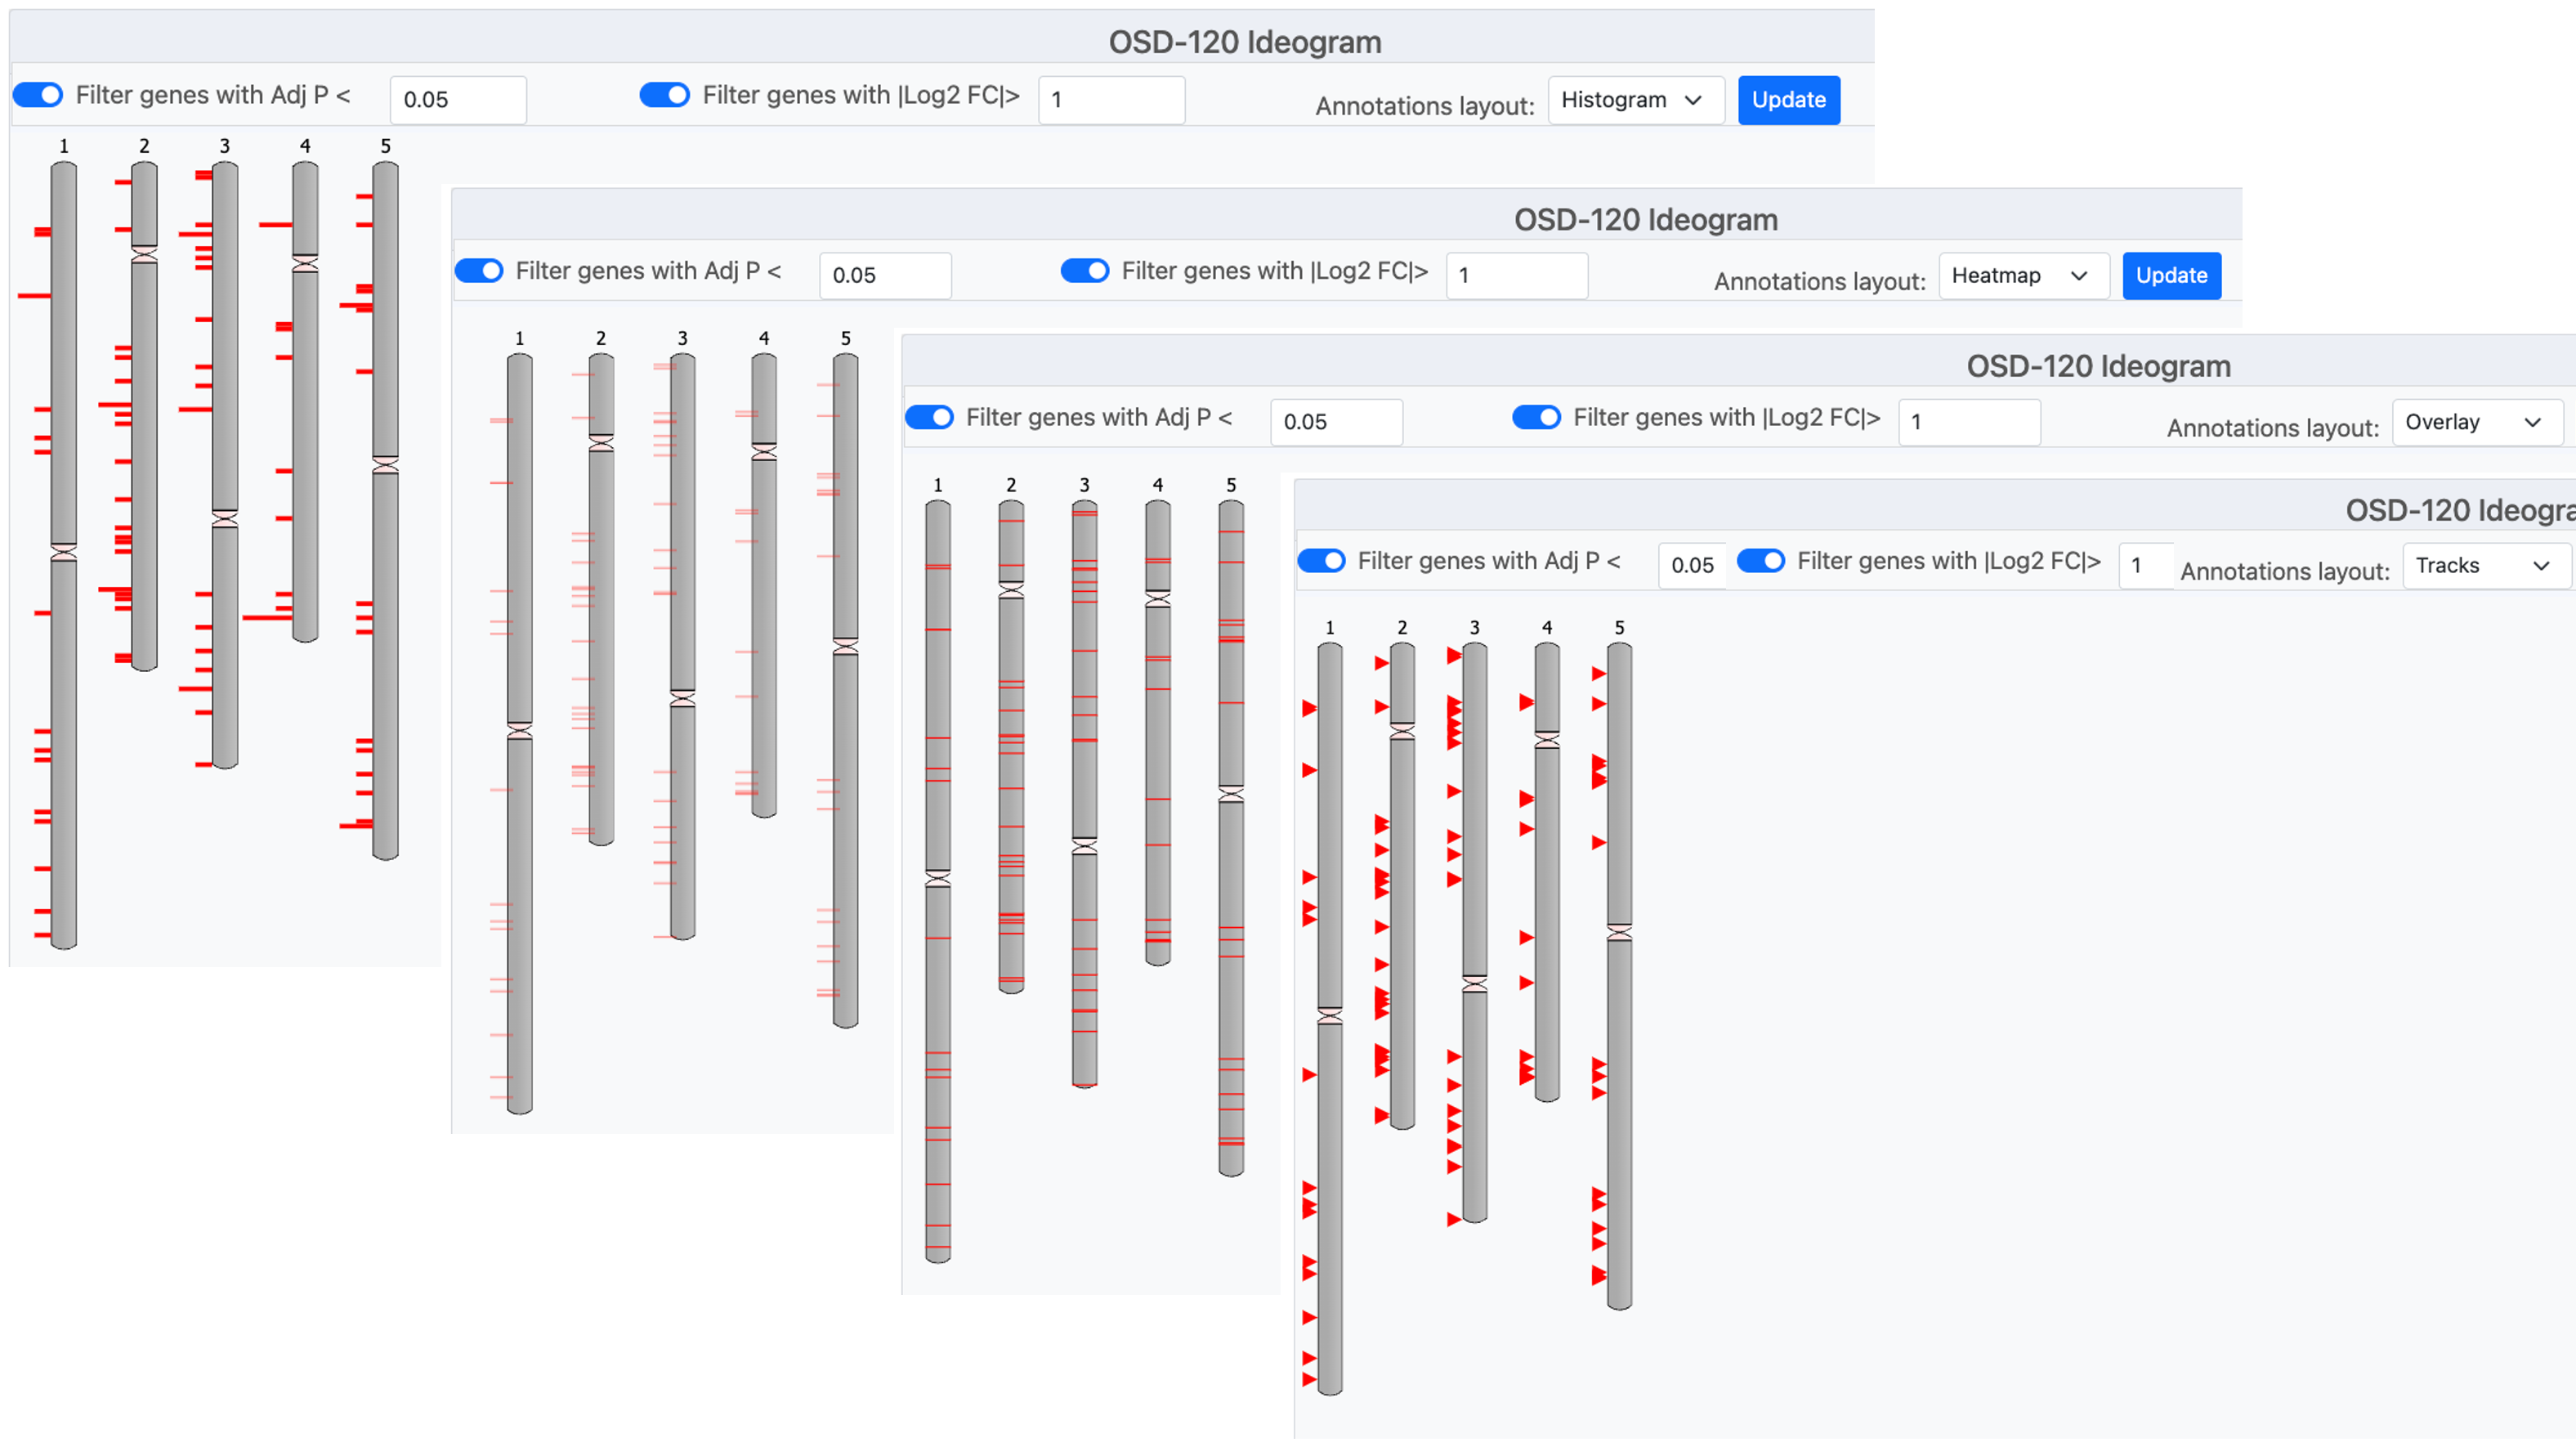 OSD-120 Ideogram
Filter genes with Adj P < 0.05 Filter genes with |Log2 FC|> 1 Annotations layout: Histogram Update
1 2 3 4 5
OSD-120 Ideogram
Filter genes with Adj P < 0.05 Filter genes with |Log2 FC|> 1 Annotations layout: Heatmap Update
1 2 3 4 5
OSD-120 Ideogram
Filter genes with Adj P < 0.05 Filter genes with |Log2 FC|> 1 Annotations layout: Overlay
1 2 3 4 5
OSD-120 Ideogra
Filter genes with Adj P < 0.05 Filter genes with |Log2 FC|> 1 Annotations layout: Tracks
1 2 3 4 5